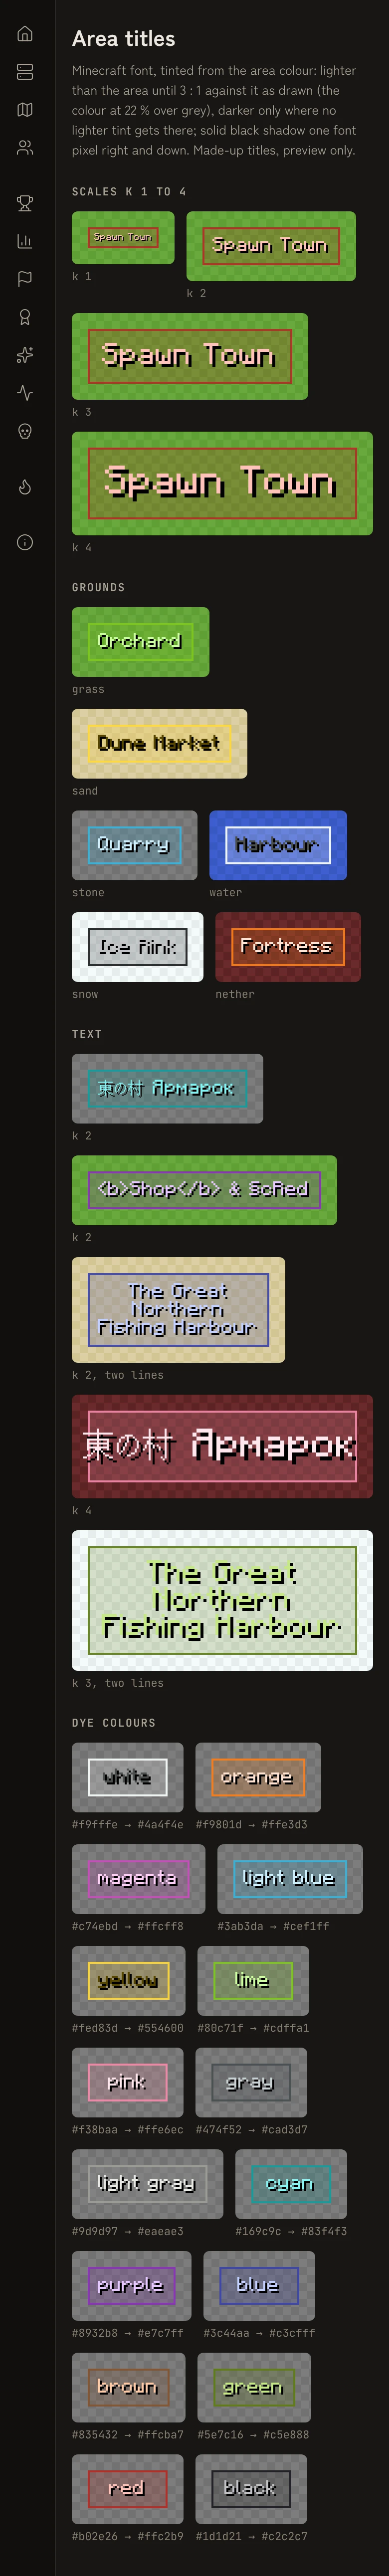 Area titles
Minecraft font, tinted from the area colour: lighter
than the area until 3 : 1 against it as drawn (the
colour at 22 % over grey), darker only where no
lighter tint gets there; solid black shadow one font
pixel right and down. Made-up titles, preview only.
SCALES K 1 TO 4
Spawn Town
k 1
Spawn Town
k 2
Spawn Town
k 3
Spawn Town
k 4
GROUNDS
Orchard
grass
Dune Market
sand
Quarry
stone
Harbour
water
Ice Rink
snow
Fortress
nether
TEXT
東の村 Ярмарок
k 2
<b>Shop</b> & §cRed
k 2
The Great
Northern
Fishing Harbour
k 2, two lines
東の村 Ярмарок
k 4
The Great
Northern
Fishing Harbour
k 3, two lines
DYE COLOURS
white
#f9fffe → #4a4f4e
orange
#f9801d → #ffe3d3
magenta
#c74ebd → #ffcff8
light blue
#3ab3da → #cef1ff
yellow
#fed83d → #554600
lime
#80c71f → #cdffa1
pink
#f38baa → #ffe6ec
gray
#474f52 → #cad3d7
light gray
#9d9d97 → #eaeae3
cyan
#169c9c → #83f4f3
purple
#8932b8 → #e7c7ff
blue
#3c44aa → #c3cfff
brown
#835432 → #ffcba7
green
#5e7c16 → #c5e888
red
#b02e26 → #ffc2b9
black
#1d1d21 → #c2c2c7